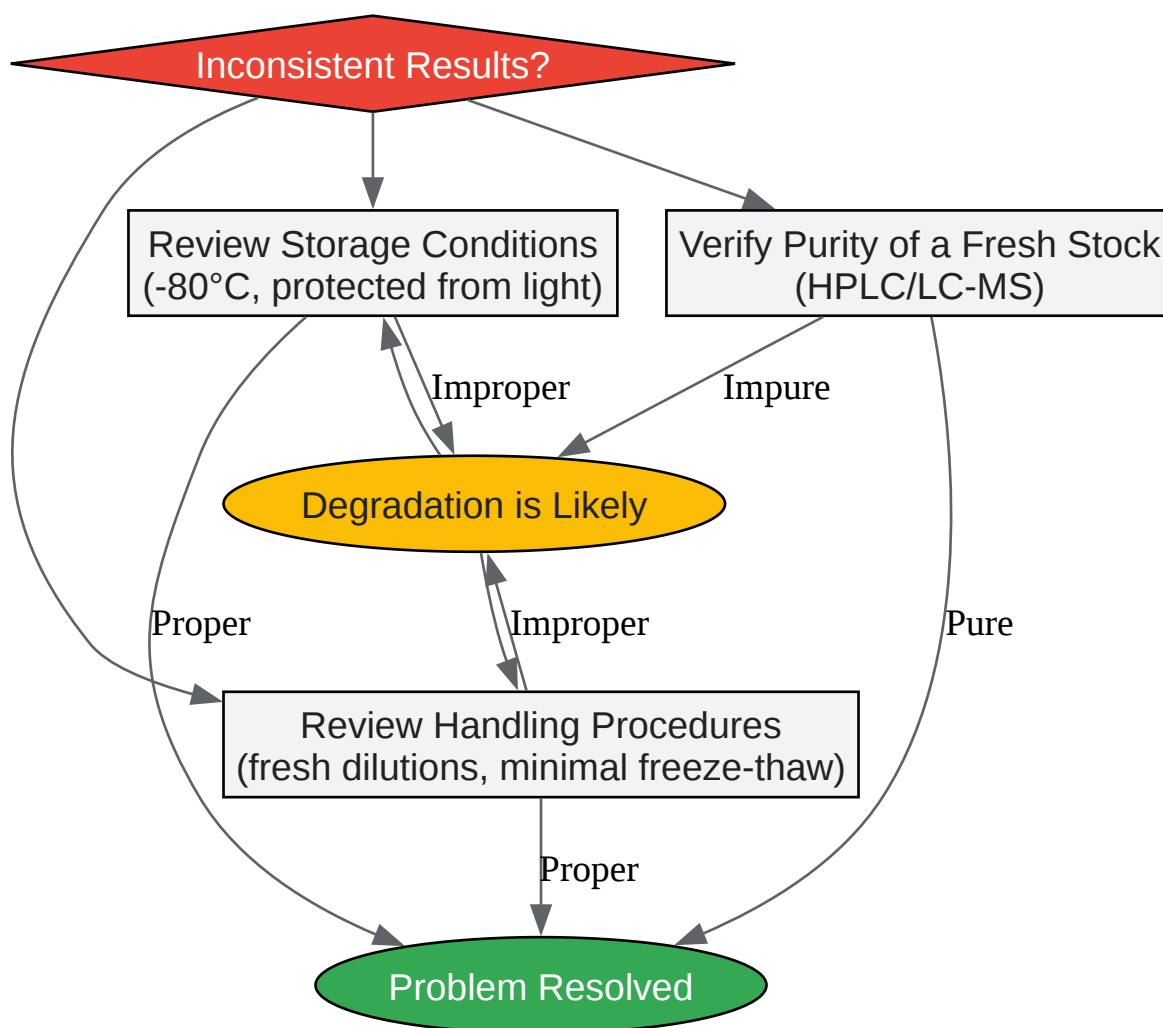 Inconsistent Results?
Review Storage Conditions
(-80°C, protected from light)
Verify Purity of a Fresh Stock
(HPLC/LC-MS)
Improper
Impure
Degradation is Likely
Proper
Improper
Pure
Review Handling Procedures
(fresh dilutions, minimal freeze-thaw)
Proper
Problem Resolved